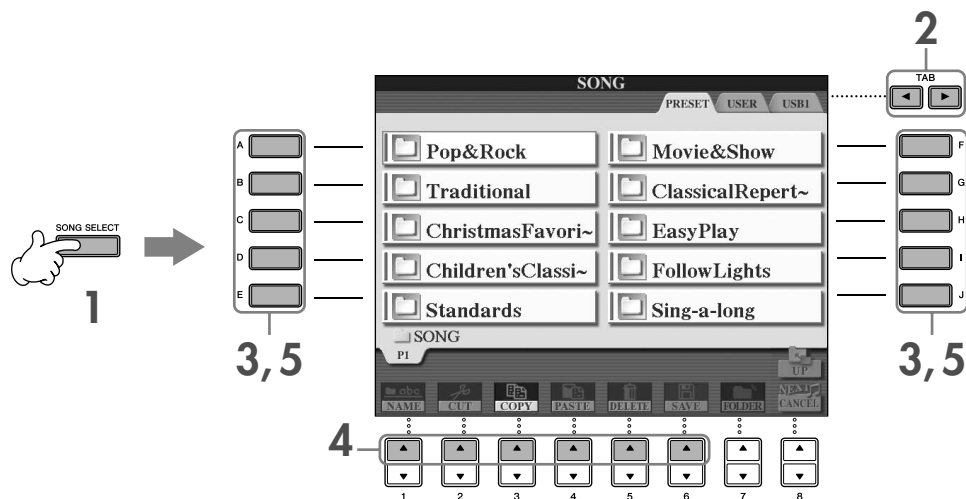 2
TAB
SONG
PRESET USER USB1
A Pop&Rock Movie&Show F
B Traditional ClassicalRepert~ G
SONG SELECT
C ChristmasFavori~ EasyPlay H
D Children'sClassi~ FollowLights I
1
E Standards Sing-a-long J
SONG
3, 5
3, 5
P1
UP
abc
NEXT
NAME CUT COPY PASTE DELETE SAVE FOLDER CANCEL
4
1 2 3 4 5 6 7 8